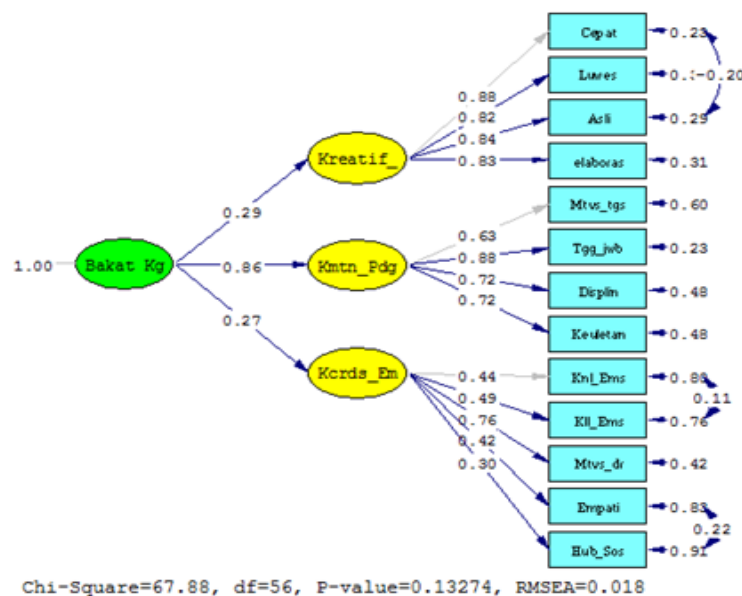 Cepat 0.23
-0.20
0.88
Luwes
0.82
Asli 0.29
0.84
Kreatif_
0.83
elaboras 0.31
Mtvs_tgs 0.60
0.29
0.63
Tgg_jwb 0.23
0.88
1.00 Bakat Kg 0.86 Kmtn_Pdg
0.72
Displin 0.48
0.72
Keuletan 0.48
0.27
Kcrds_Em
0.44
Knl_Ems 0.80
0.11
0.49
Kll_Ems 0.76
0.76
Mtvs_dr 0.42
0.42
Empati 0.83
0.22
0.30
Hub_Sos 0.91
Chi-Square=67.88, df=56, P-value=0.13274, RMSEA=0.018